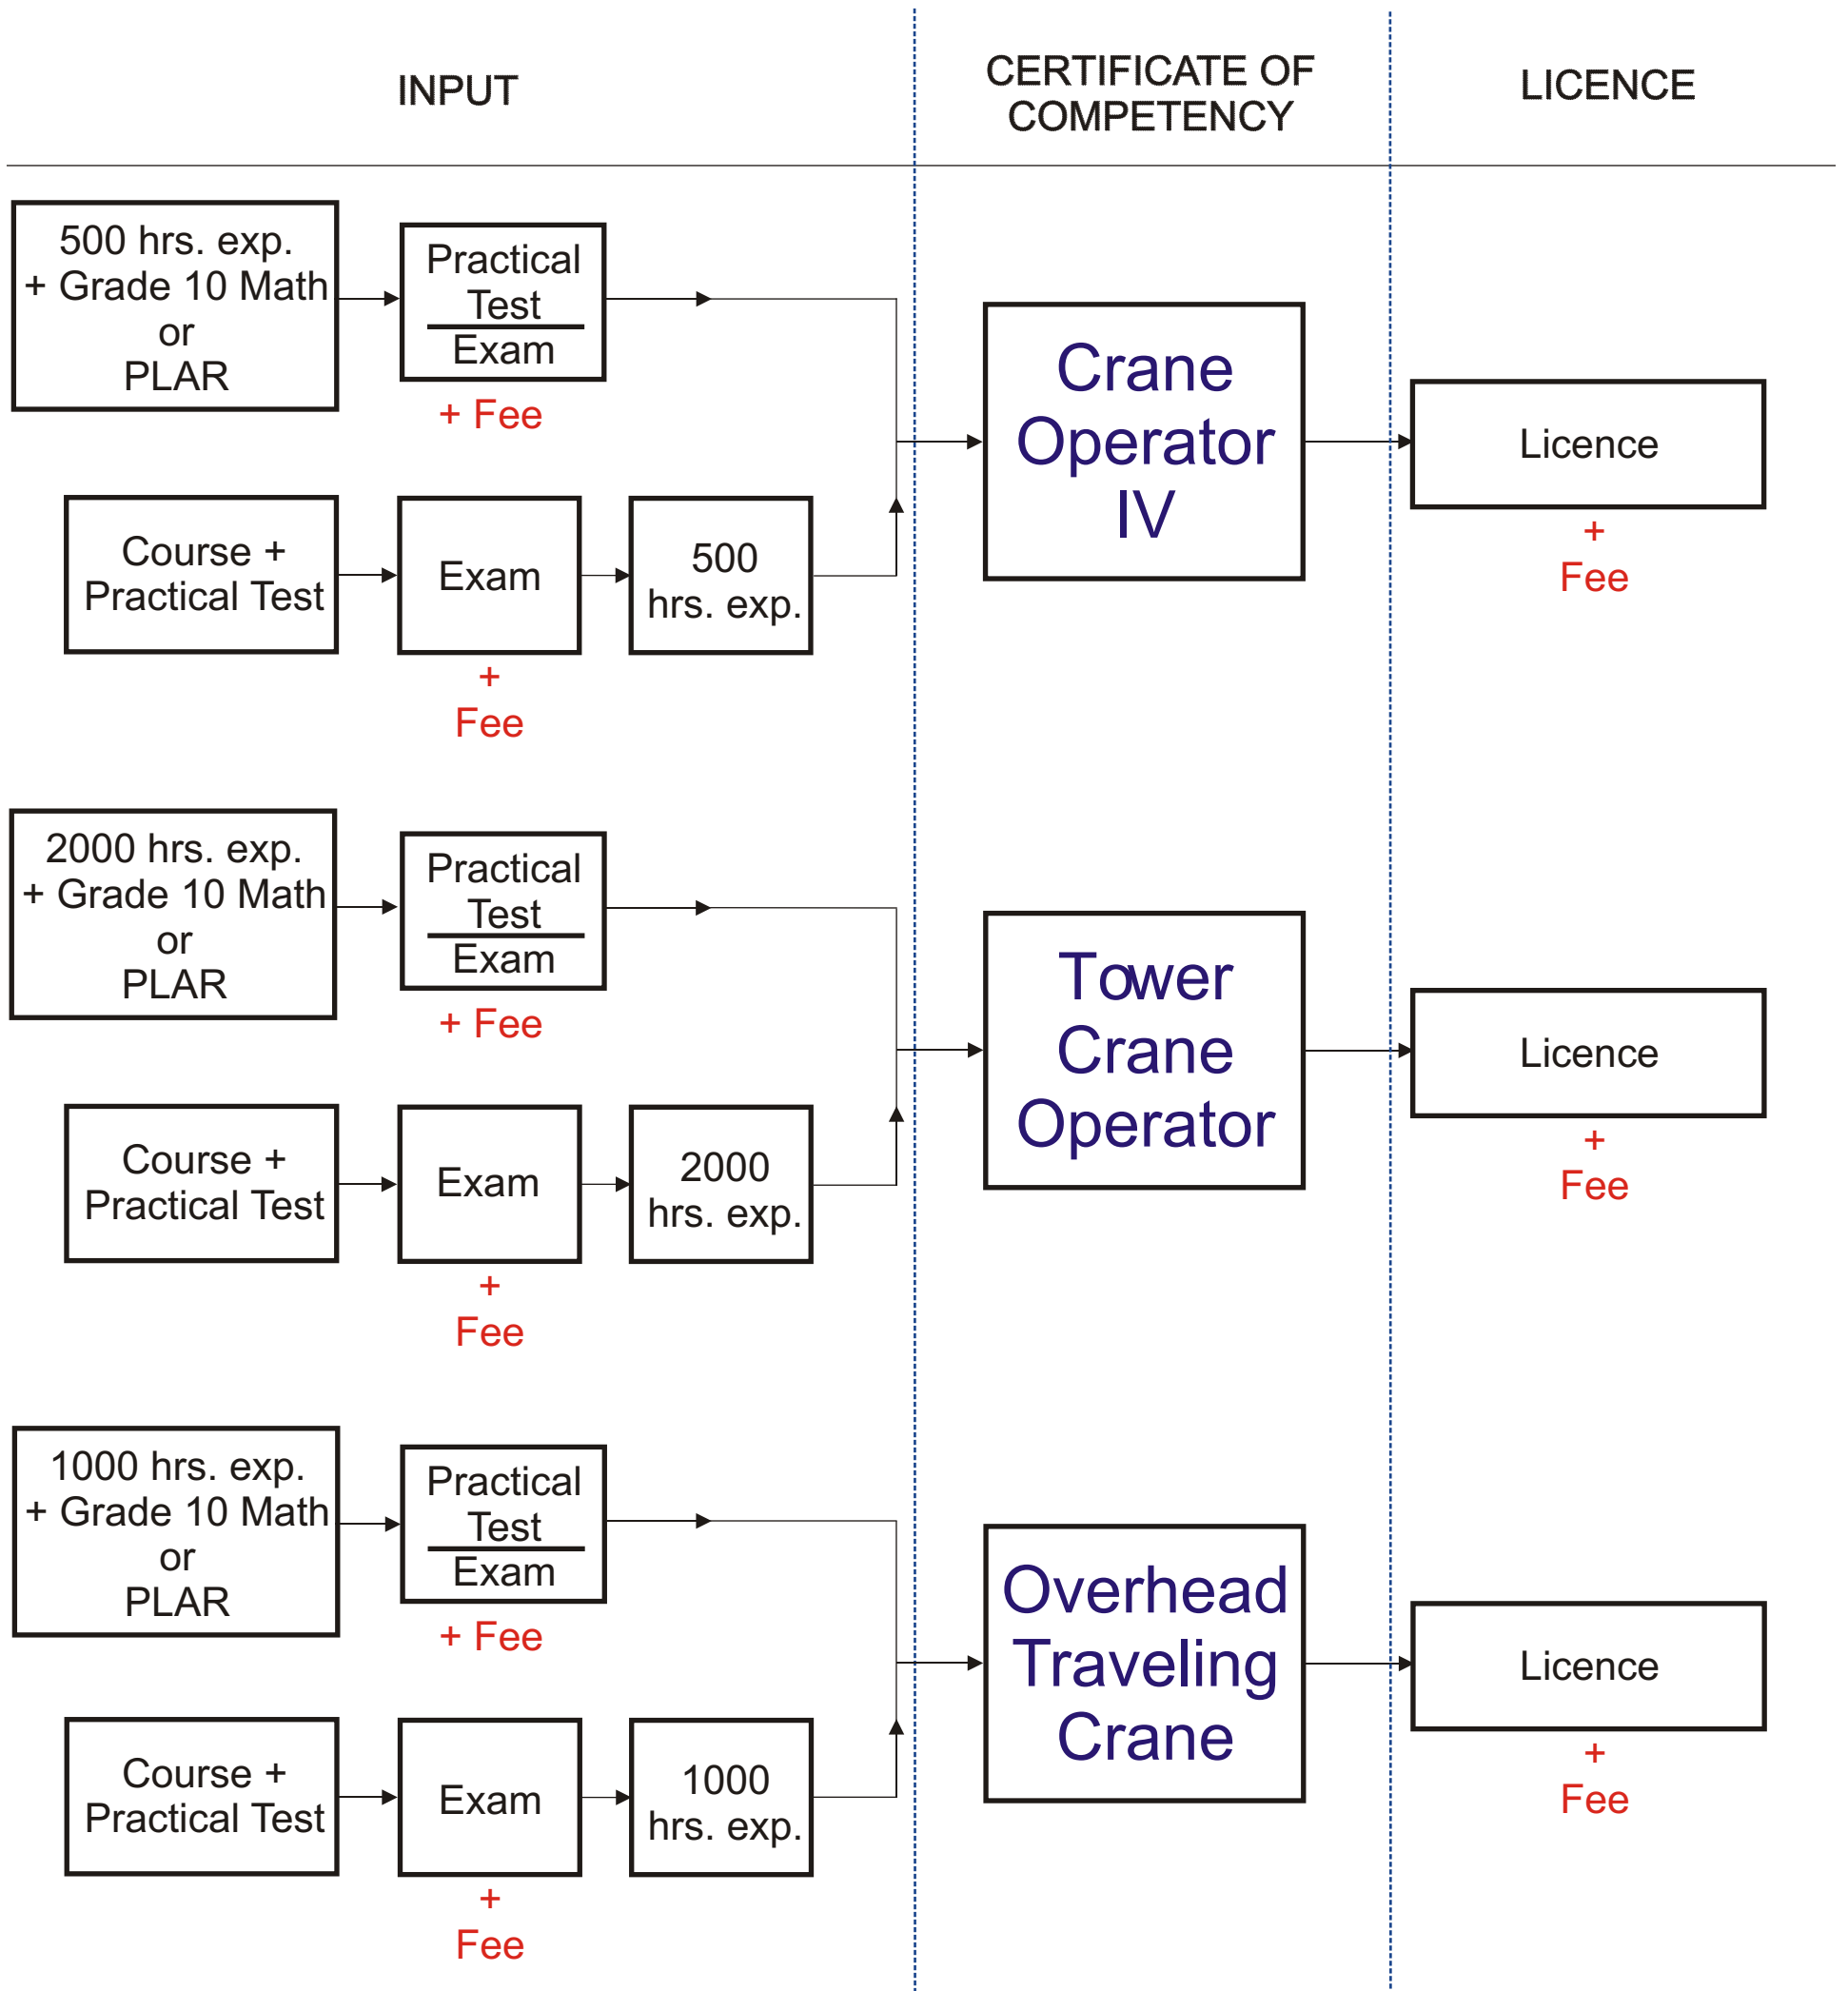 INPUT
CERTIFICATE OF
COMPETENCY
LICENCE
500 hrs. exp.
+ Grade 10 Math
or
PLAR
Practical
Test
Exam
+ Fee
Course +
Practical Test
Exam
+
Fee
500
hrs. exp.
Crane
Operator
IV
Licence
+
Fee
2000 hrs. exp.
+ Grade 10 Math
or
PLAR
Practical
Test
Exam
+ Fee
Course +
Practical Test
Exam
+
Fee
2000
hrs. exp.
Tower
Crane
Operator
Licence
+
Fee
1000 hrs. exp.
+ Grade 10 Math
or
PLAR
Practical
Test
Exam
+ Fee
Course +
Practical Test
Exam
+
Fee
1000
hrs. exp.
Overhead
Traveling
Crane
Licence
+
Fee